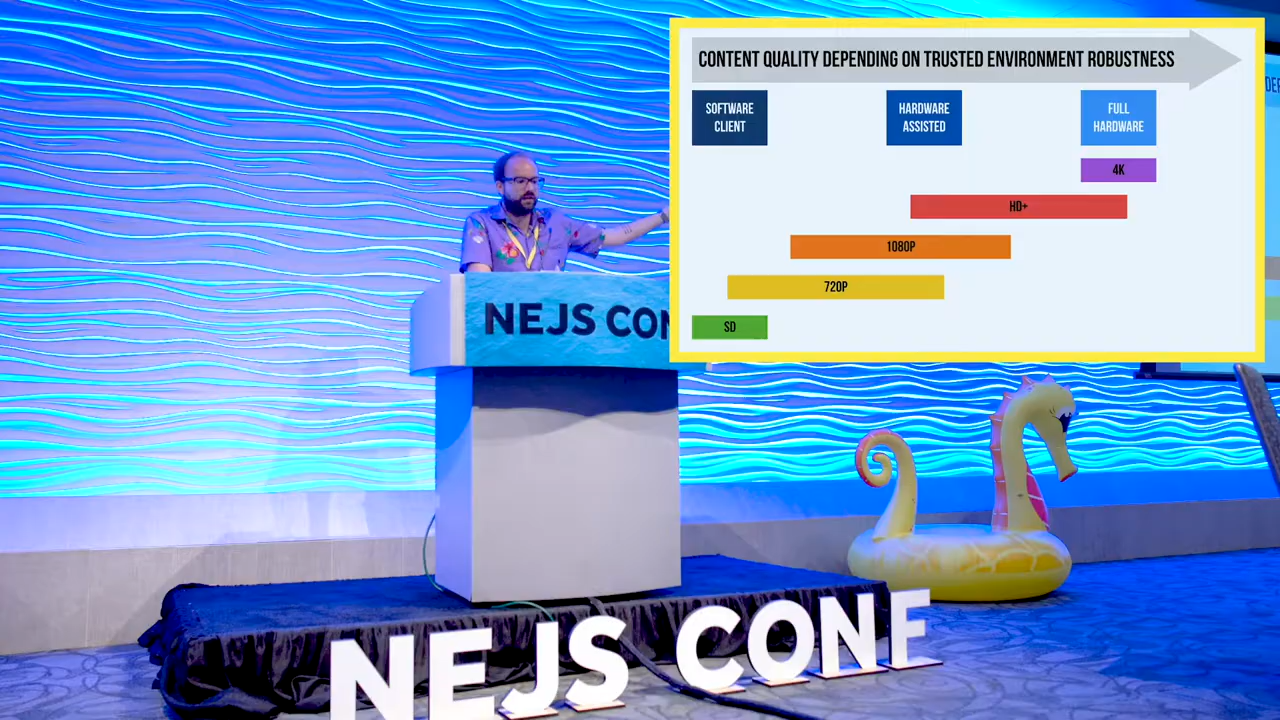 CONTENT QUALITY DEPENDING ON TRUSTED ENVIRONMENT ROBUSTNESS
SOFTWARE
CLIENT
HARDWARE
ASSISTED
FULL
HARDWARE
4K
HD+
1080P
720P
SD
NEJS CON
NEJS CONF